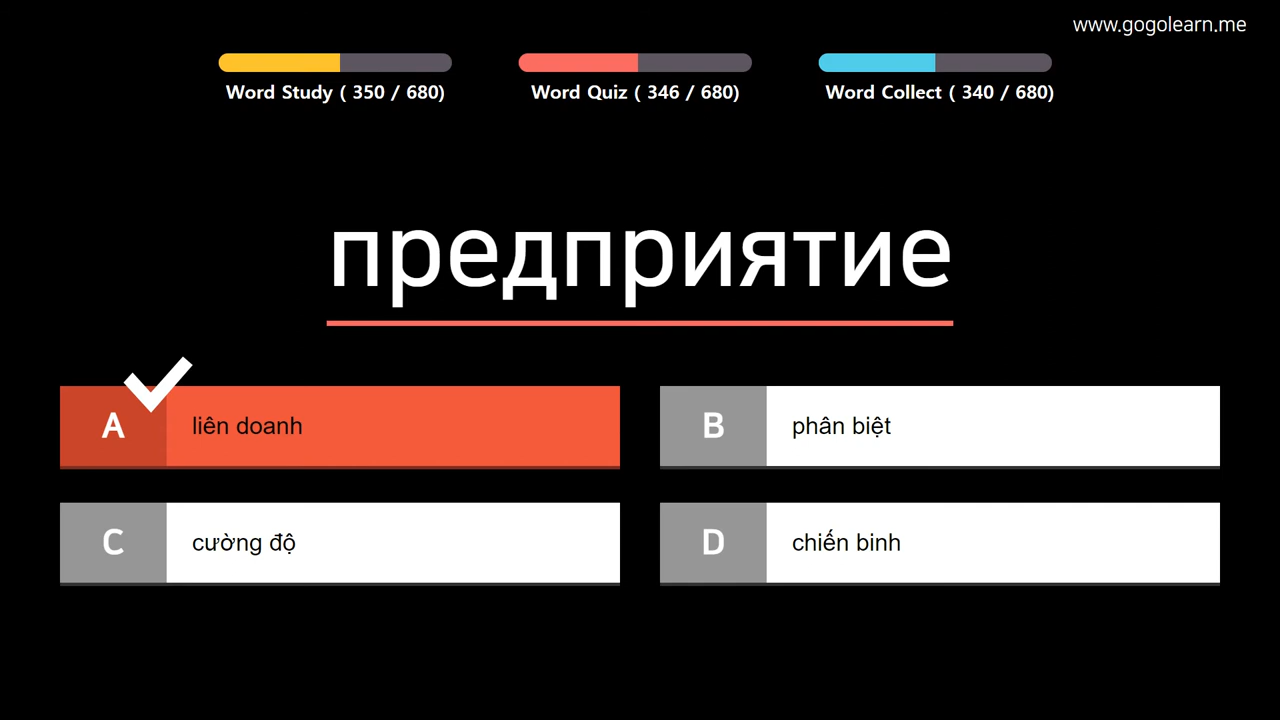 www.gogolearn.me
Word Study ( 350 / 680)
Word Quiz ( 346 / 680)
Word Collect ( 340 / 680)
предприятие
A
liên doanh
B
phân biệt
C
cường độ
D
chiến binh